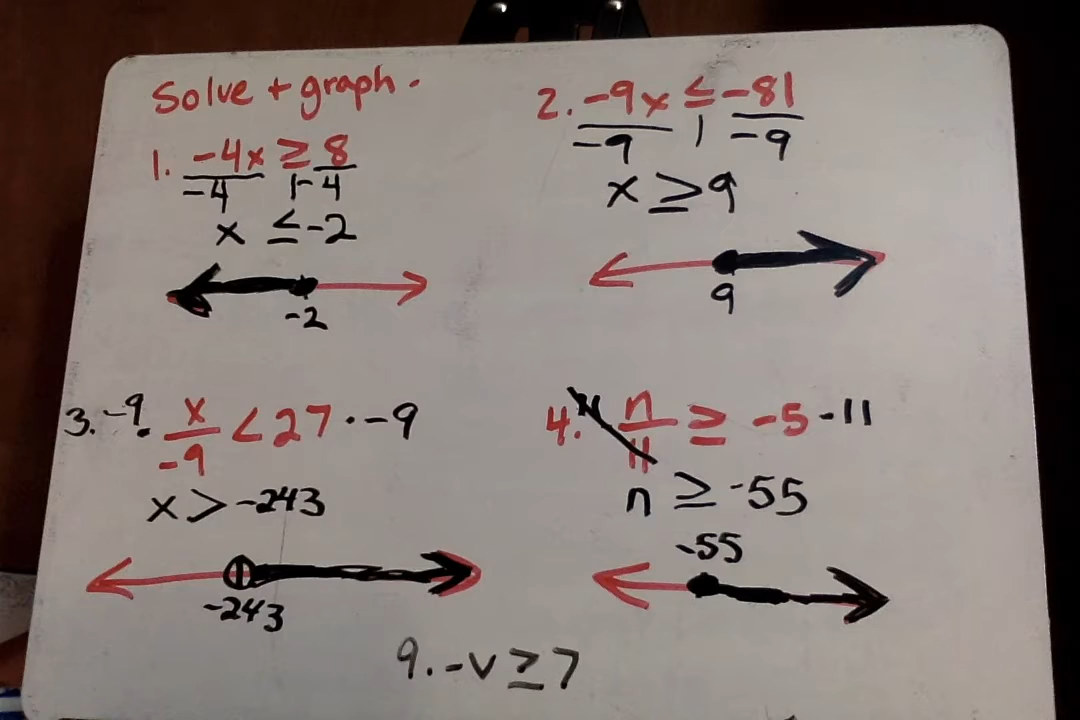 Solve + graph.
1. -4x ≥ 8
-4 -4
x ≤ -2
-2
2. -9x ≤ -81
-9 -9
x ≥ 9
9
3. -9 · x/-9 < 27 · -9
x > -243
-243
4. 11 n/11 ≥ -5 · 11
n ≥ -55
-55
9. -v ≥ 7